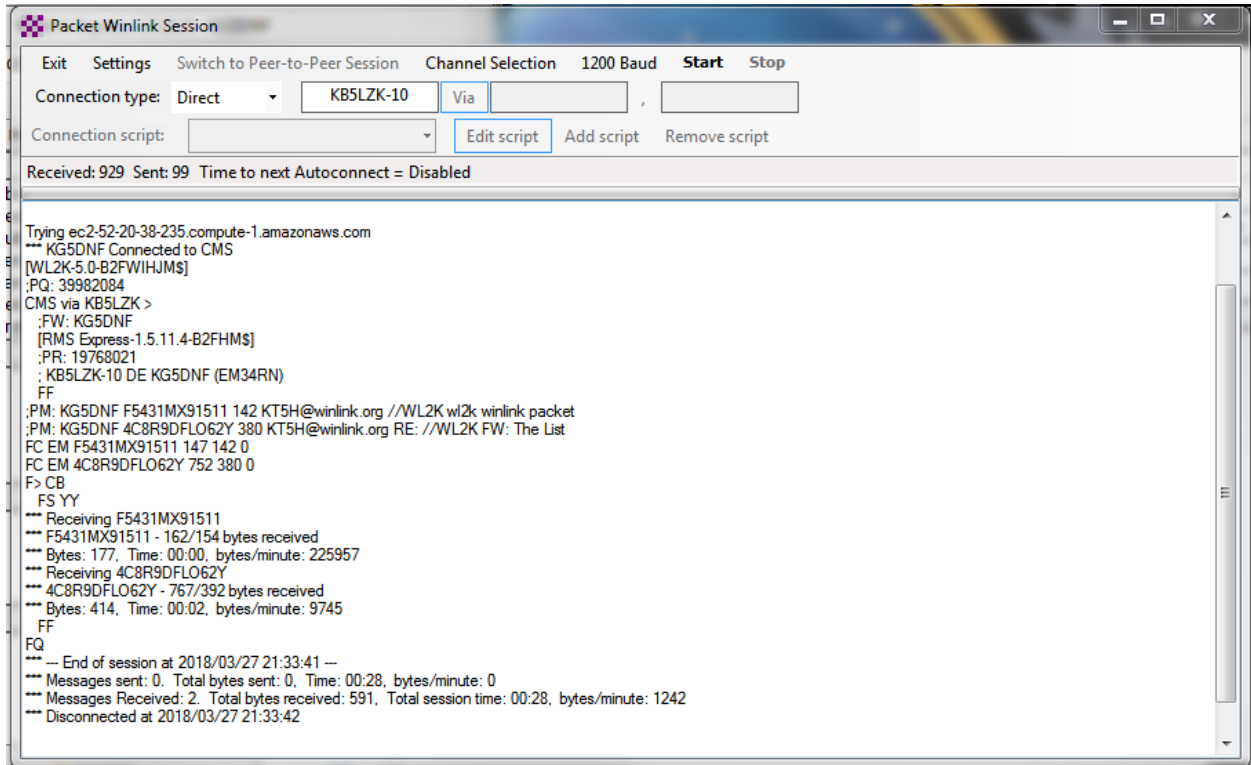 Packet Winlink Session
Exit Settings Switch to Peer-to-Peer Session Channel Selection 1200 Baud Start Stop
Connection type: Direct KB5LZK-10 Via ,
Connection script: Edit script Add script Remove script
Received: 929 Sent: 99 Time to next Autoconnect = Disabled
Trying ec2-52-20-38-235.compute-1.amazonaws.com
*** KG5DNF Connected to CMS
[WL2K-5.0-B2FWIHJM$]
;PQ: 39982084
CMS via KB5LZK >
;FW: KG5DNF
[RMS Express-1.5.11.4-B2FHM$]
;PR: 19768021
; KB5LZK-10 DE KG5DNF (EM34RN)
FF
;PM: KG5DNF F5431MX91511 142 KT5H@winlink.org //WL2K wl2k winlink packet
;PM: KG5DNF 4C8R9DFLO62Y 380 KT5H@winlink.org RE: //WL2K FW: The List
FC EM F5431MX91511 147 142 0
FC EM 4C8R9DFLO62Y 752 380 0
F> CB
FS YY
*** Receiving F5431MX91511
*** F5431MX91511 - 162/154 bytes received
*** Bytes: 177, Time: 00:00, bytes/minute: 225957
*** Receiving 4C8R9DFLO62Y
*** 4C8R9DFLO62Y - 767/392 bytes received
*** Bytes: 414, Time: 00:02, bytes/minute: 9745
FF
FQ
*** --- End of session at 2018/03/27 21:33:41 ---
*** Messages sent: 0. Total bytes sent: 0, Time: 00:28, bytes/minute: 0
*** Messages Received: 2. Total bytes received: 591, Total session time: 00:28, bytes/minute: 1242
*** Disconnected at 2018/03/27 21:33:42